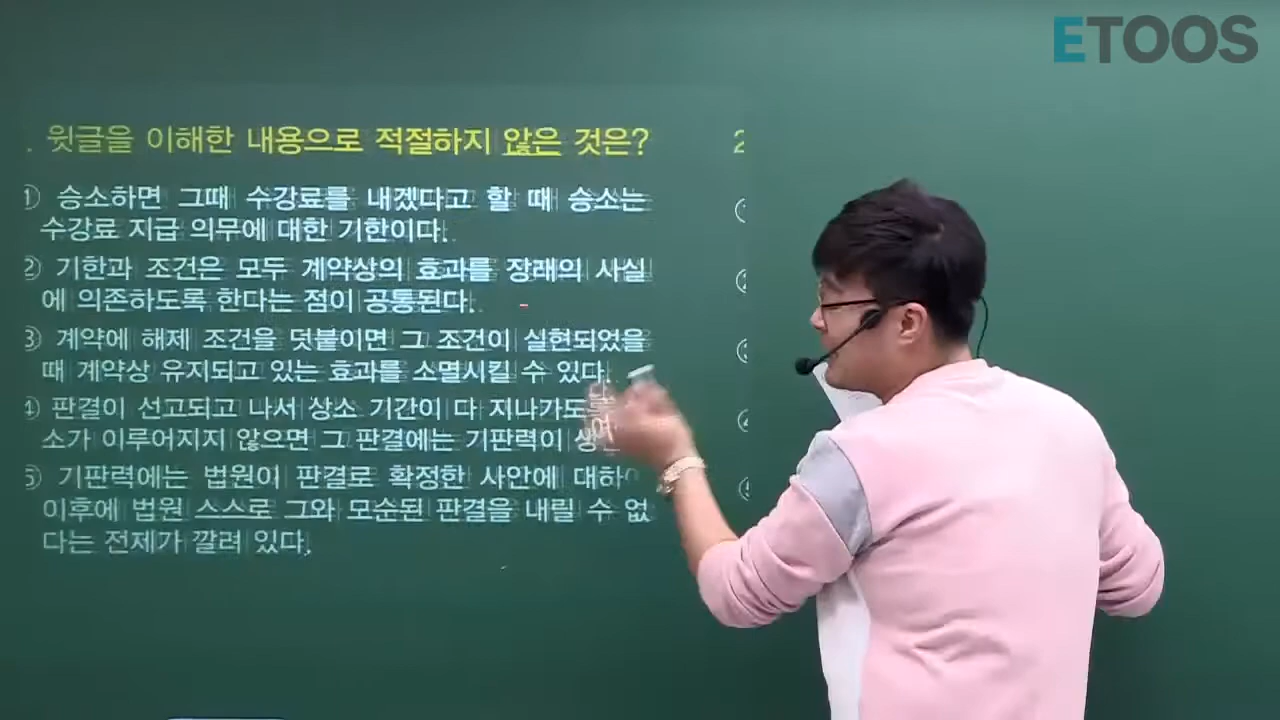 ETOOS
. 윗글을 이해한 내용으로 적절하지 않은 것은?
① 승소하면 그때 수강료를 내겠다고 할 때 승소는
수강료 지급 의무에 대한 기한이다.
② 기한과 조건은 모두 계약상의 효과를 장래의 사실
에 의존하도록 한다는 점이 공통된다.
③ 계약에 해제 조건을 덧붙이면 그 조건이 실현되었을
때 계약상 유지되고 있는 효과를 소멸시킬 수 있다.
④ 판결이 선고되고 나서 상소 기간이 다 지나가도록
소가 이루어지지 않으면 그 판결에는 기판력이
⑤ 기판력에는 법원이 판결로 확정한 사안에 대하
이후에 법원 스스로 그와 모순된 판결을 내릴 수 없
다는 전제가 깔려 있다.
2
①
②
③
④
⑤